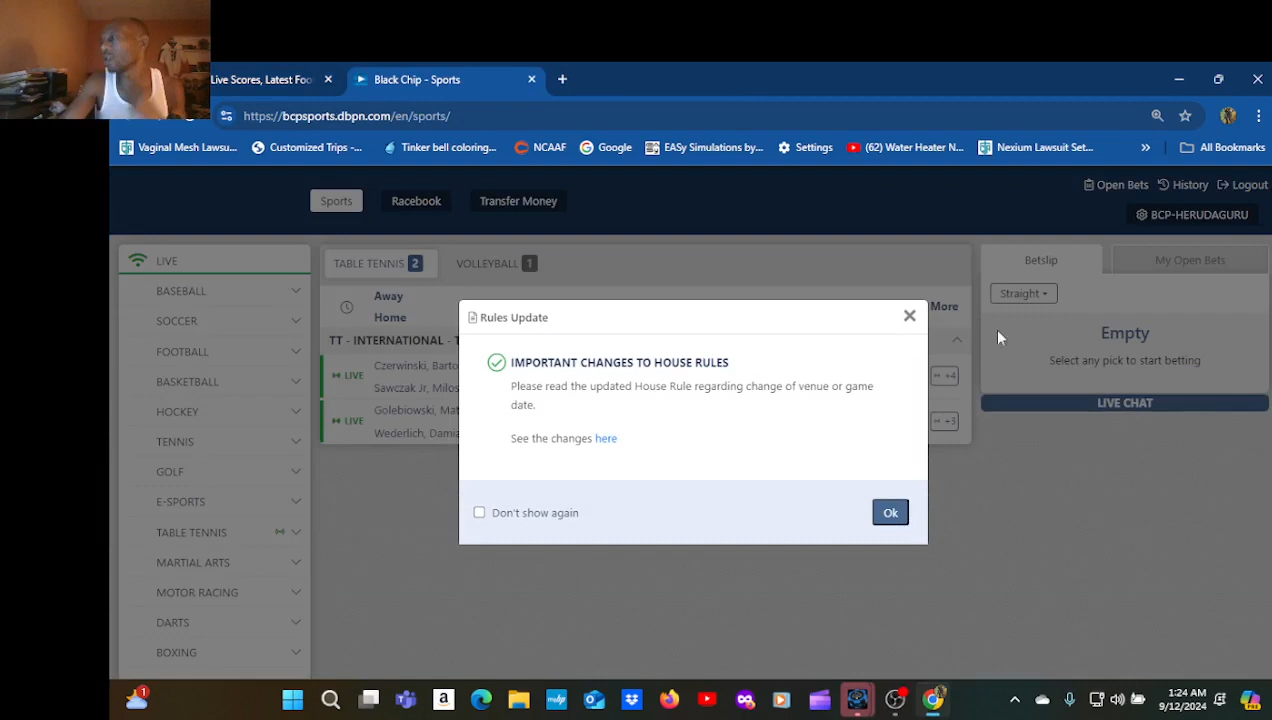 Live Scores, Latest Foo
Black Chip - Sports
https://bcpsports.dbpn.com/en/sports/
Vaginal Mesh Lawsu...
Customized Trips -...
Tinker bell coloring...
NCAAF
Google
EASy Simulations by...
Settings
(62) Water Heater N...
Nexium Lawsuit Set...
»
All Bookmarks
Sports
Racebook
Transfer Money
Open Bets
History
Logout
BCP-HERUDAGURU
LIVE
BASEBALL
SOCCER
FOOTBALL
BASKETBALL
HOCKEY
TENNIS
GOLF
E-SPORTS
TABLE TENNIS
MARTIAL ARTS
MOTOR RACING
DARTS
BOXING
TABLE TENNIS 2
VOLLEYBALL 1
Away
Home
More
TT - INTERNATIONAL - T
LIVE
Czerwinski, Barto
Sawczak Jr, Milos
+4
LIVE
Golebiowski, Mat
Wederlich, Damia
+3
Rules Update
IMPORTANT CHANGES TO HOUSE RULES
Please read the updated House Rule regarding change of venue or game
date.
See the changes here
Don't show again
Ok
Betslip
My Open Bets
Straight
Empty
Select any pick to start betting
LIVE CHAT
1
1:24 AM
9/12/2024